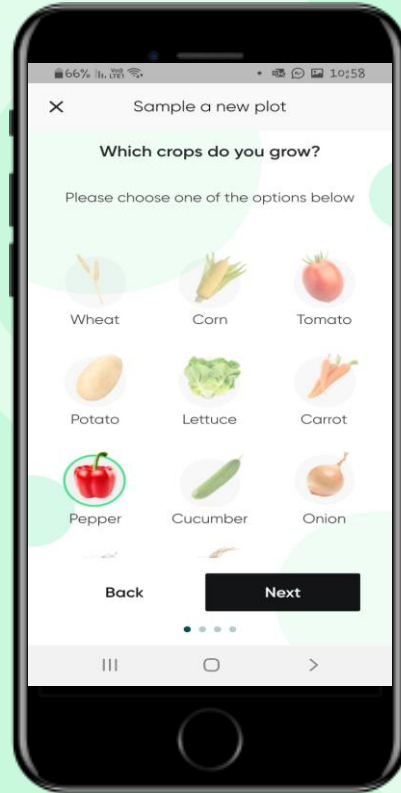 66% 10:58
Sample a new plot
Which crops do you grow?
Please choose one of the options below
Wheat Corn Tomato
Potato Lettuce Carrot
Pepper Cucumber Onion
Back Next